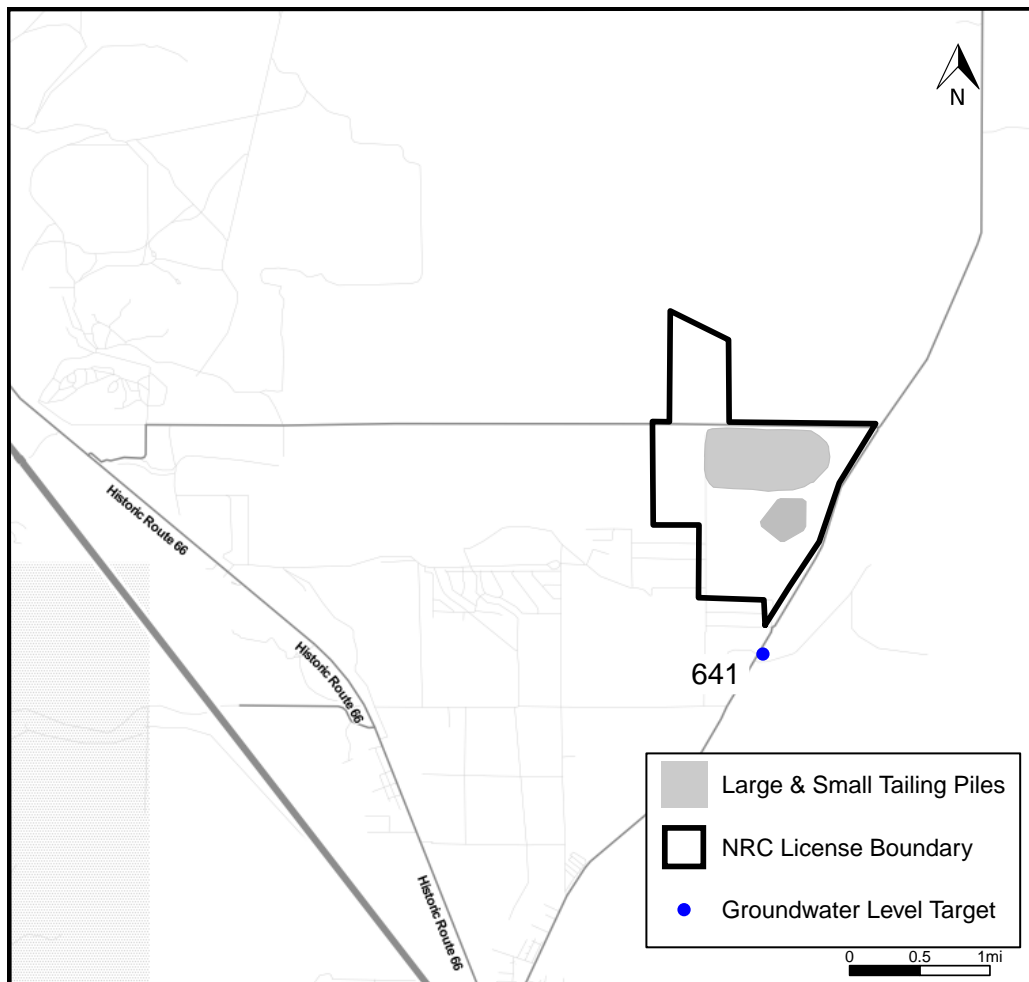 N
Historic Route 66
Historic Route 66
641
Historic Route 66
Large & Small Tailing Piles
NRC License Boundary
Groundwater Level Target
0 0.5 1mi